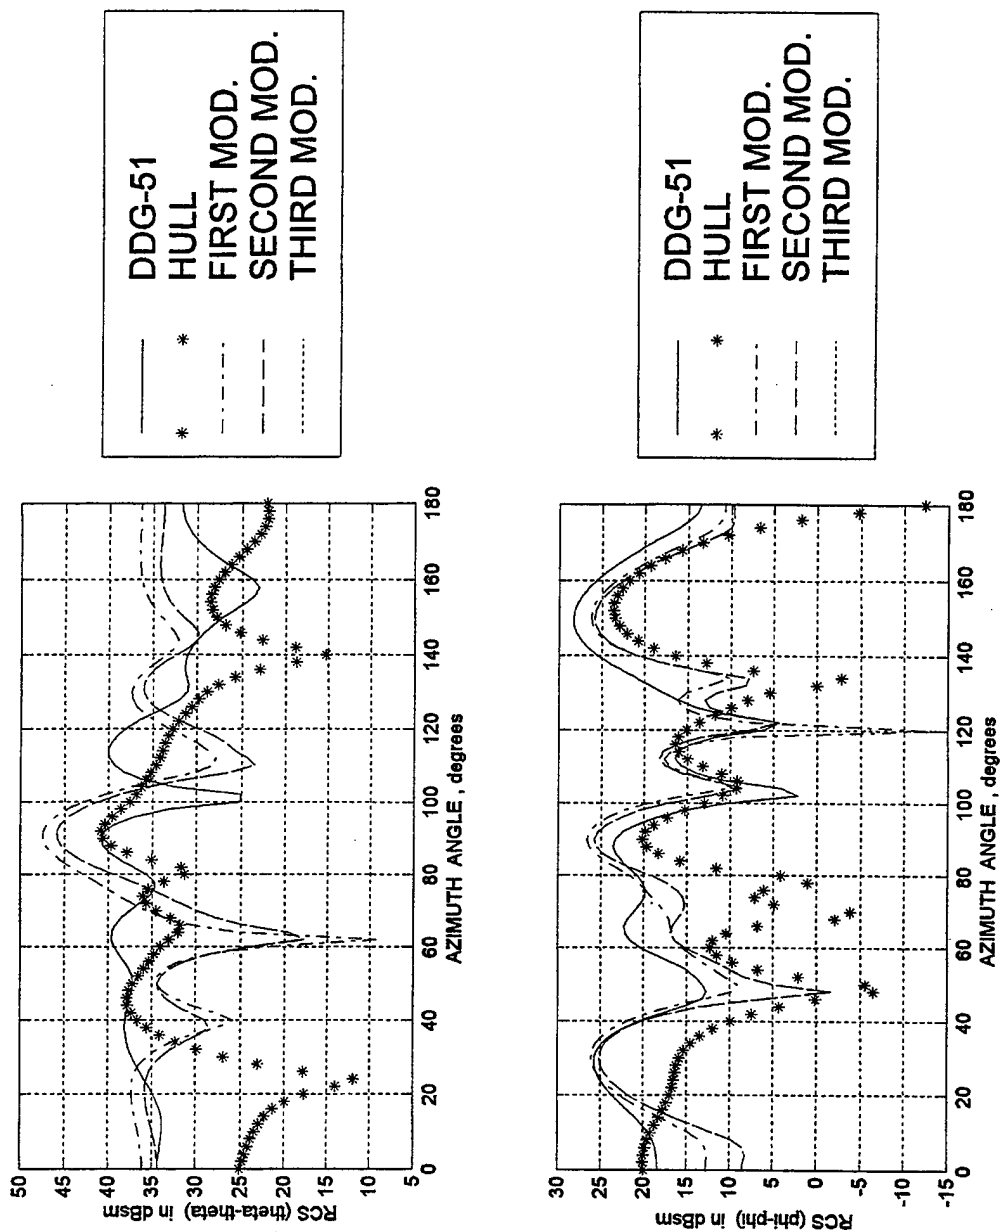 50
45
40
35
30
25
20
15
10
5
RCS (theta-theta) in dBsm
0
20
40
60
80
100
120
140
160
180
AZIMUTH ANGLE , degrees
DDG-51
HULL
FIRST MOD.
SECOND MOD.
THIRD MOD.
30
25
20
15
10
5
0
-5
-10
-15
RCS (phi-phi) in dBsm
0
20
40
60
80
100
120
140
160
180
AZIMUTH ANGLE , degrees
DDG-51
HULL
FIRST MOD.
SECOND MOD.
THIRD MOD.